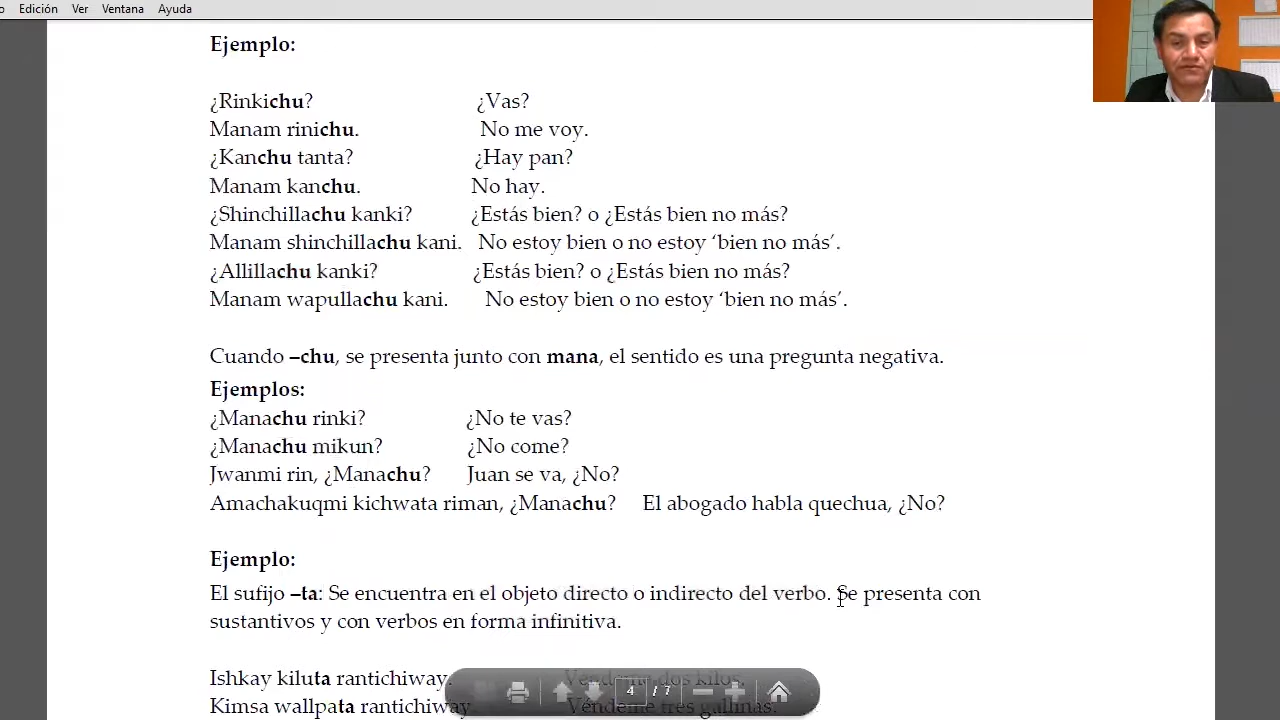 Edición Ver Ventana Ayuda
Ejemplo:
¿Rinkichu? ¿Vas?
Manam rinichu. No me voy.
¿Kanchu tanta? ¿Hay pan?
Manam kanchu. No hay.
¿Shinchillachu kanki? ¿Estás bien? o ¿Estás bien no más?
Manam shinchillachu kani. No estoy bien o no estoy ‘bien no más’.
¿Allillachu kanki? ¿Estás bien? o ¿Estás bien no más?
Manam wapullachu kani. No estoy bien o no estoy ‘bien no más’.
Cuando –chu, se presenta junto con mana, el sentido es una pregunta negativa.
Ejemplos:
¿Manachu rinki? ¿No te vas?
¿Manachu mikun? ¿No come?
Jwanmi rin, ¿Manachu? Juan se va, ¿No?
Amachakuqmi kichwata riman, ¿Manachu? El abogado habla quechua, ¿No?
Ejemplo:
El sufijo –ta: Se encuentra en el objeto directo o indirecto del verbo. Se presenta con
sustantivos y con verbos en forma infinitiva.
Ishkay kiluta rantichiway. Véndeme dos kilos.
Kimsa wallpata rantichiway. Véndeme tres gallinas.
4 / 7